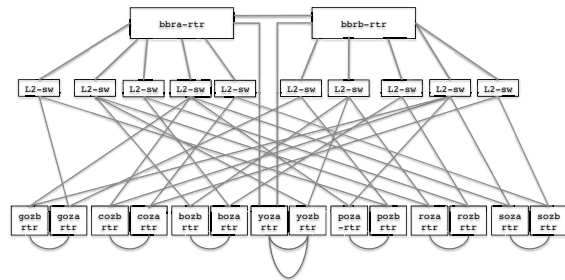 bbra-rtr bbrb-rtr
L2-sw L2-sw L2-sw L2-sw L2-sw L2-sw L2-sw L2-sw L2-sw L2-sw
gozb goza cozb coza bozb boza yoza yozb poza pozb roza rozb soza sozb
rtr rtr rtr rtr rtr rtr rtr rtr -rtr rtr rtr rtr rtr rtr